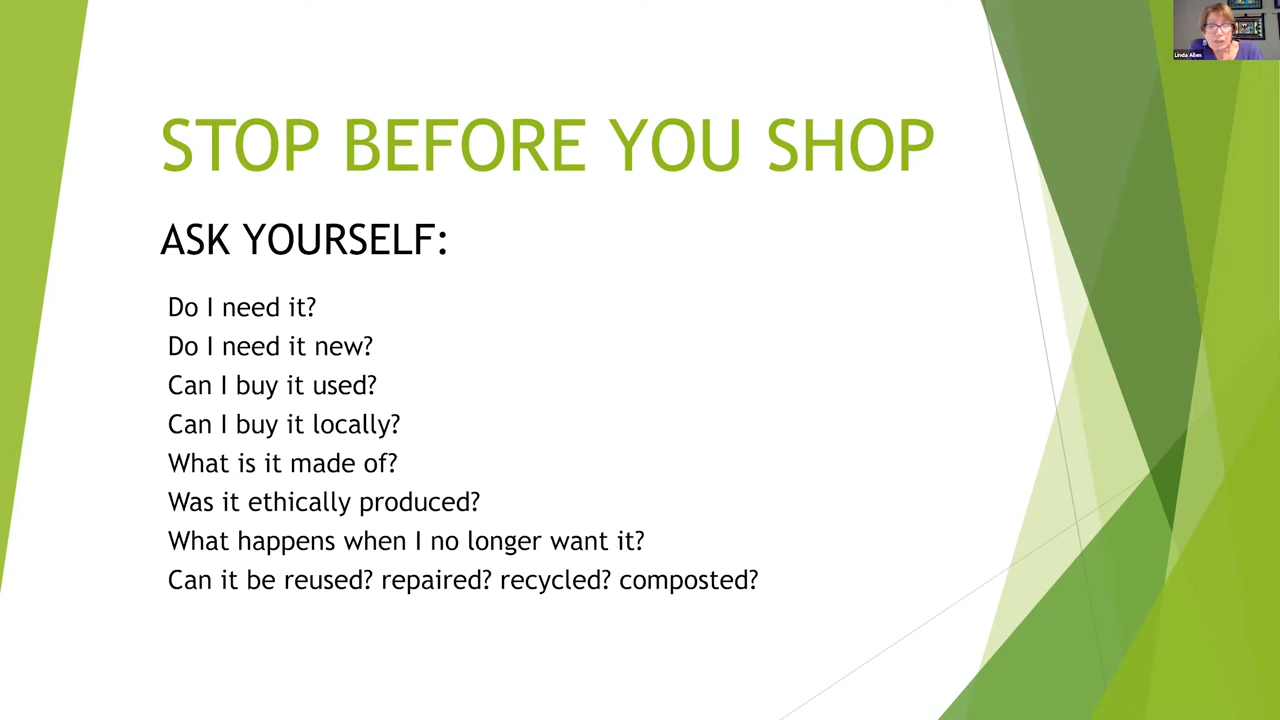 Linda Allen
STOP BEFORE YOU SHOP
ASK YOURSELF:
Do I need it?
Do I need it new?
Can I buy it used?
Can I buy it locally?
What is it made of?
Was it ethically produced?
What happens when I no longer want it?
Can it be reused? repaired? recycled? composted?